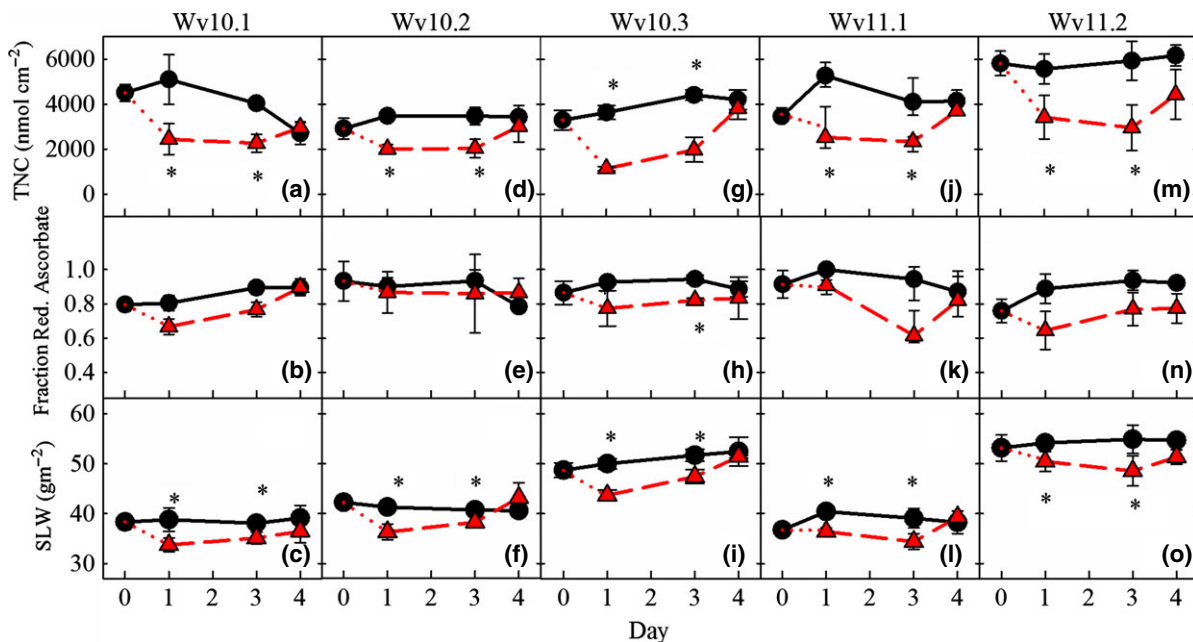 Wv10.1 Wv10.2 Wv10.3 Wv11.1 Wv11.2
TNC (nmol cm⁻²)
6000
4000
2000
0
* * (a)
* * (d)
* * (g)
* * (j)
* * (m)
Fraction Red. Ascorbate
1.0
0.8
0.6
0.4
(b)
(e)
* (h)
(k)
(n)
SLW (gm⁻²)
60
50
40
30
* * (c)
* * (f)
* * (i)
* * (l)
* * (o)
0 1 2 3 4 0 1 2 3 4 0 1 2 3 4 0 1 2 3 4 0 1 2 3 4
Day